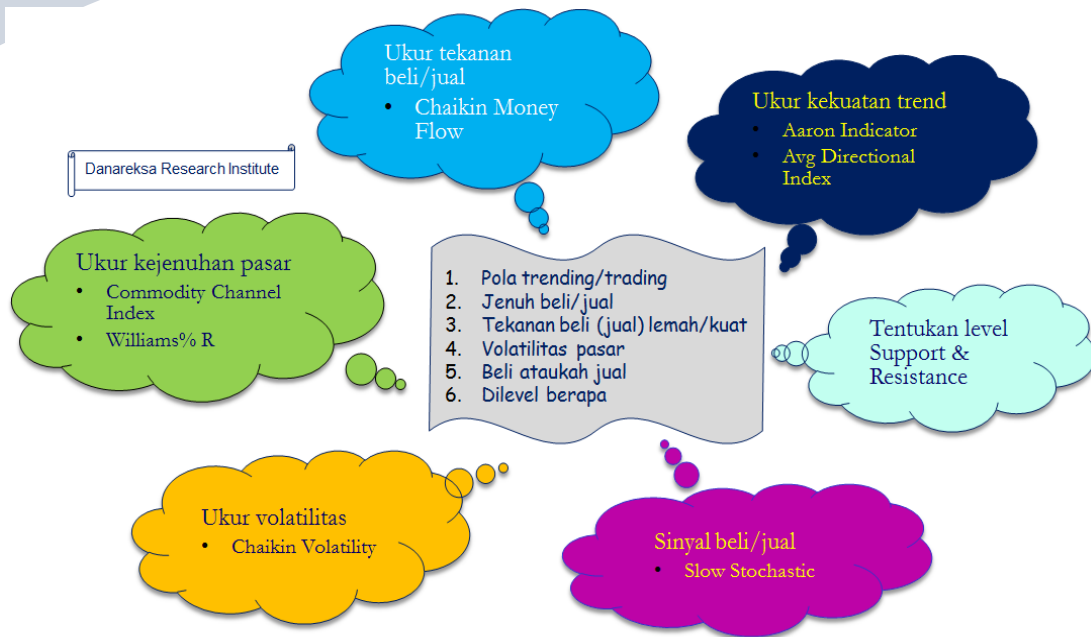 Ukur tekanan
beli/jual
• Chaikin Money
Flow
Ukur kekuatan trend
• Aaron Indicator
• Avg Directional
Index
Danareksa Research Institute
Ukur kejenuhan pasar
• Commodity Channel
Index
• Williams% R
1. Pola trending/trading
2. Jenuh beli/jual
3. Tekanan beli (jual) lemah/kuat
4. Volatilitas pasar
5. Beli ataukah jual
6. Dilevel berapa
Tentukan level
Support &
Resistance
Ukur volatilitas
• Chaikin Volatility
Sinyal beli/jual
• Slow Stochastic